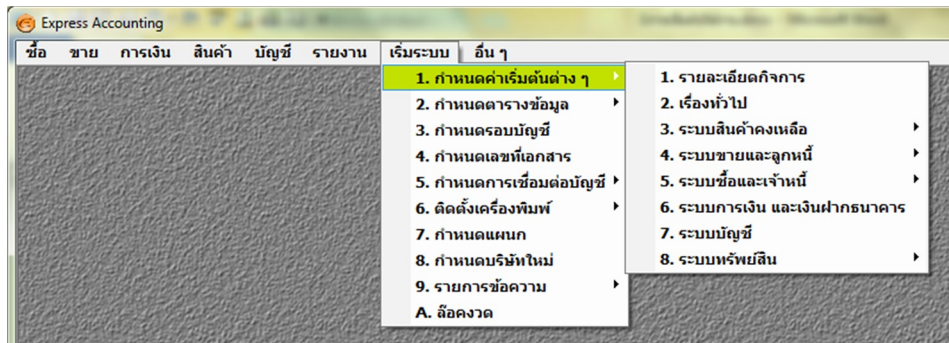 Express Accounting
ซื้อ ขาย การเงิน สินค้า บัญชี รายงาน เริ่มระบบ อื่น ๆ
1. กำหนดค่าเริ่มต้นต่าง ๆ
2. กำหนดตารางข้อมูล
3. กำหนดรอบบัญชี
4. กำหนดเลขที่เอกสาร
5. กำหนดการเชื่อมต่อบัญชี
6. ติดตั้งเครื่องพิมพ์
7. กำหนดแผนก
8. กำหนดบริษัทใหม่
9. รายการข้อความ
A. ล๊อคงวด
1. รายละเอียดกิจการ
2. เรื่องทั่วไป
3. ระบบสินค้าคงเหลือ
4. ระบบขายและลูกหนี้
5. ระบบซื้อและเจ้าหนี้
6. ระบบการเงิน และเงินฝากธนาคาร
7. ระบบบัญชี
8. ระบบทรัพย์สิน